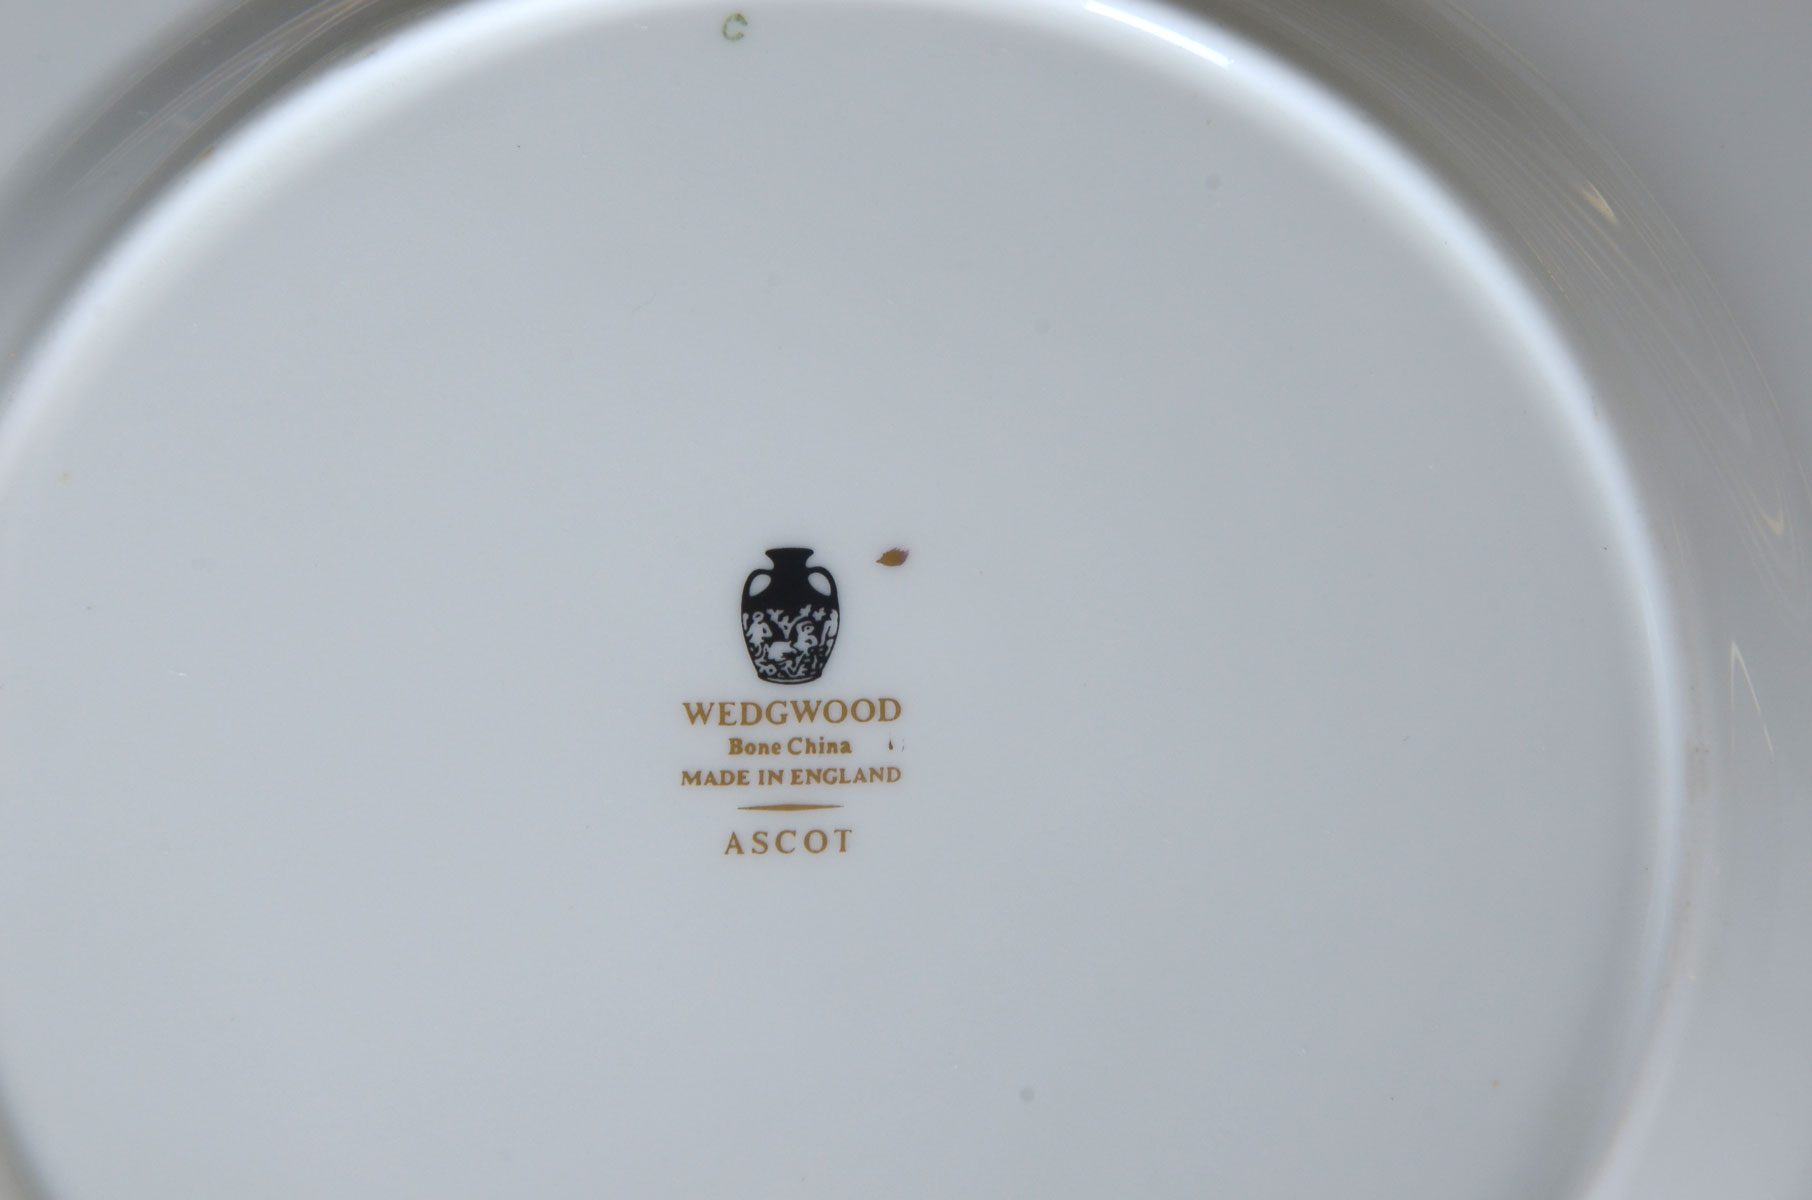 C
WEDGWOOD
Bone China
MADE IN ENGLAND
ASCOT